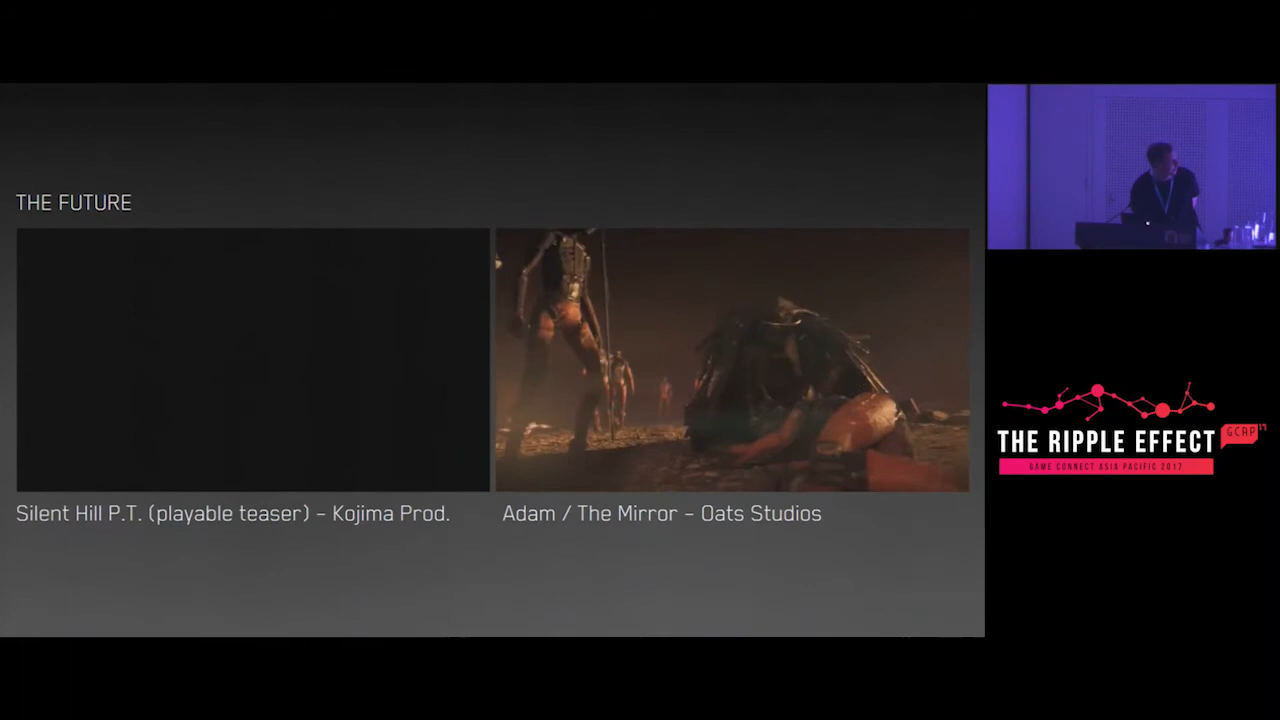 THE FUTURE
Silent Hill P.T. (playable teaser) – Kojima Prod.
Adam / The Mirror – Oats Studios
THE RIPPLE EFFECT
GCAP 17
GAME CONNECT ASIA PACIFIC 2017